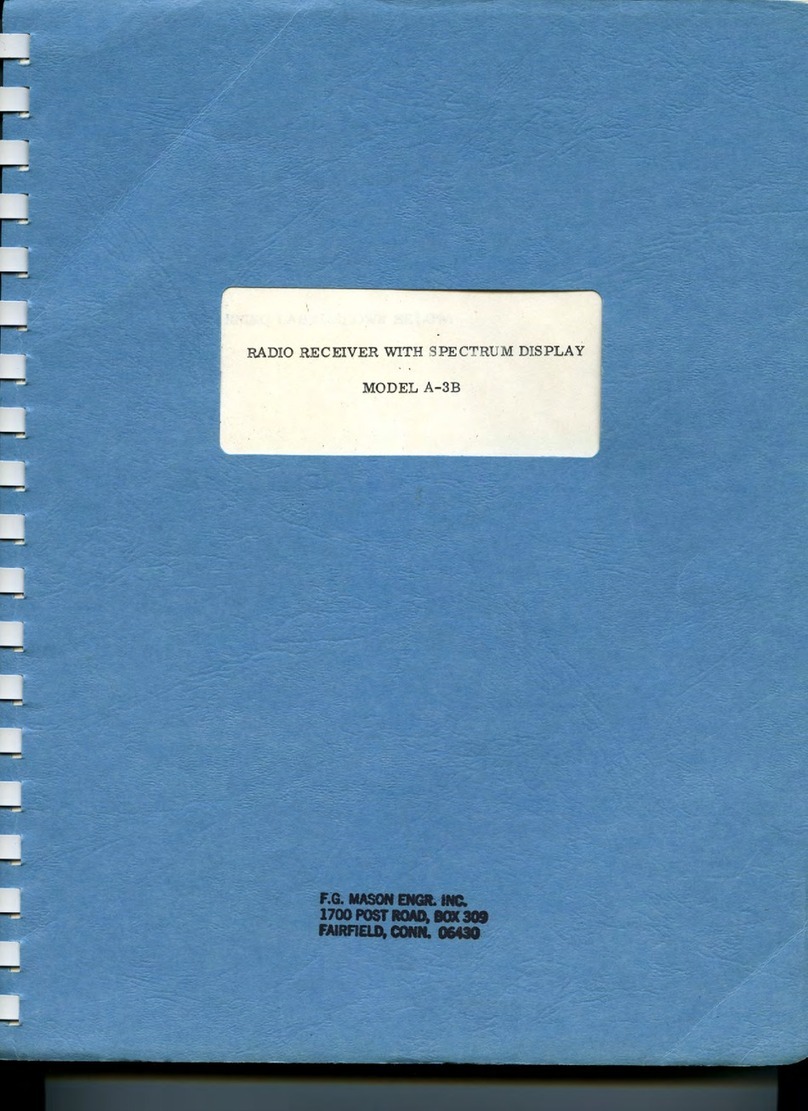 RADIO RECEIVER WITH SPECTRUM DISPLAY
MODEL A-3B
F.G. MASON ENGR. INC.
1700 POST ROAD, BOX 309
FAIRFIELD, CONN. 06430